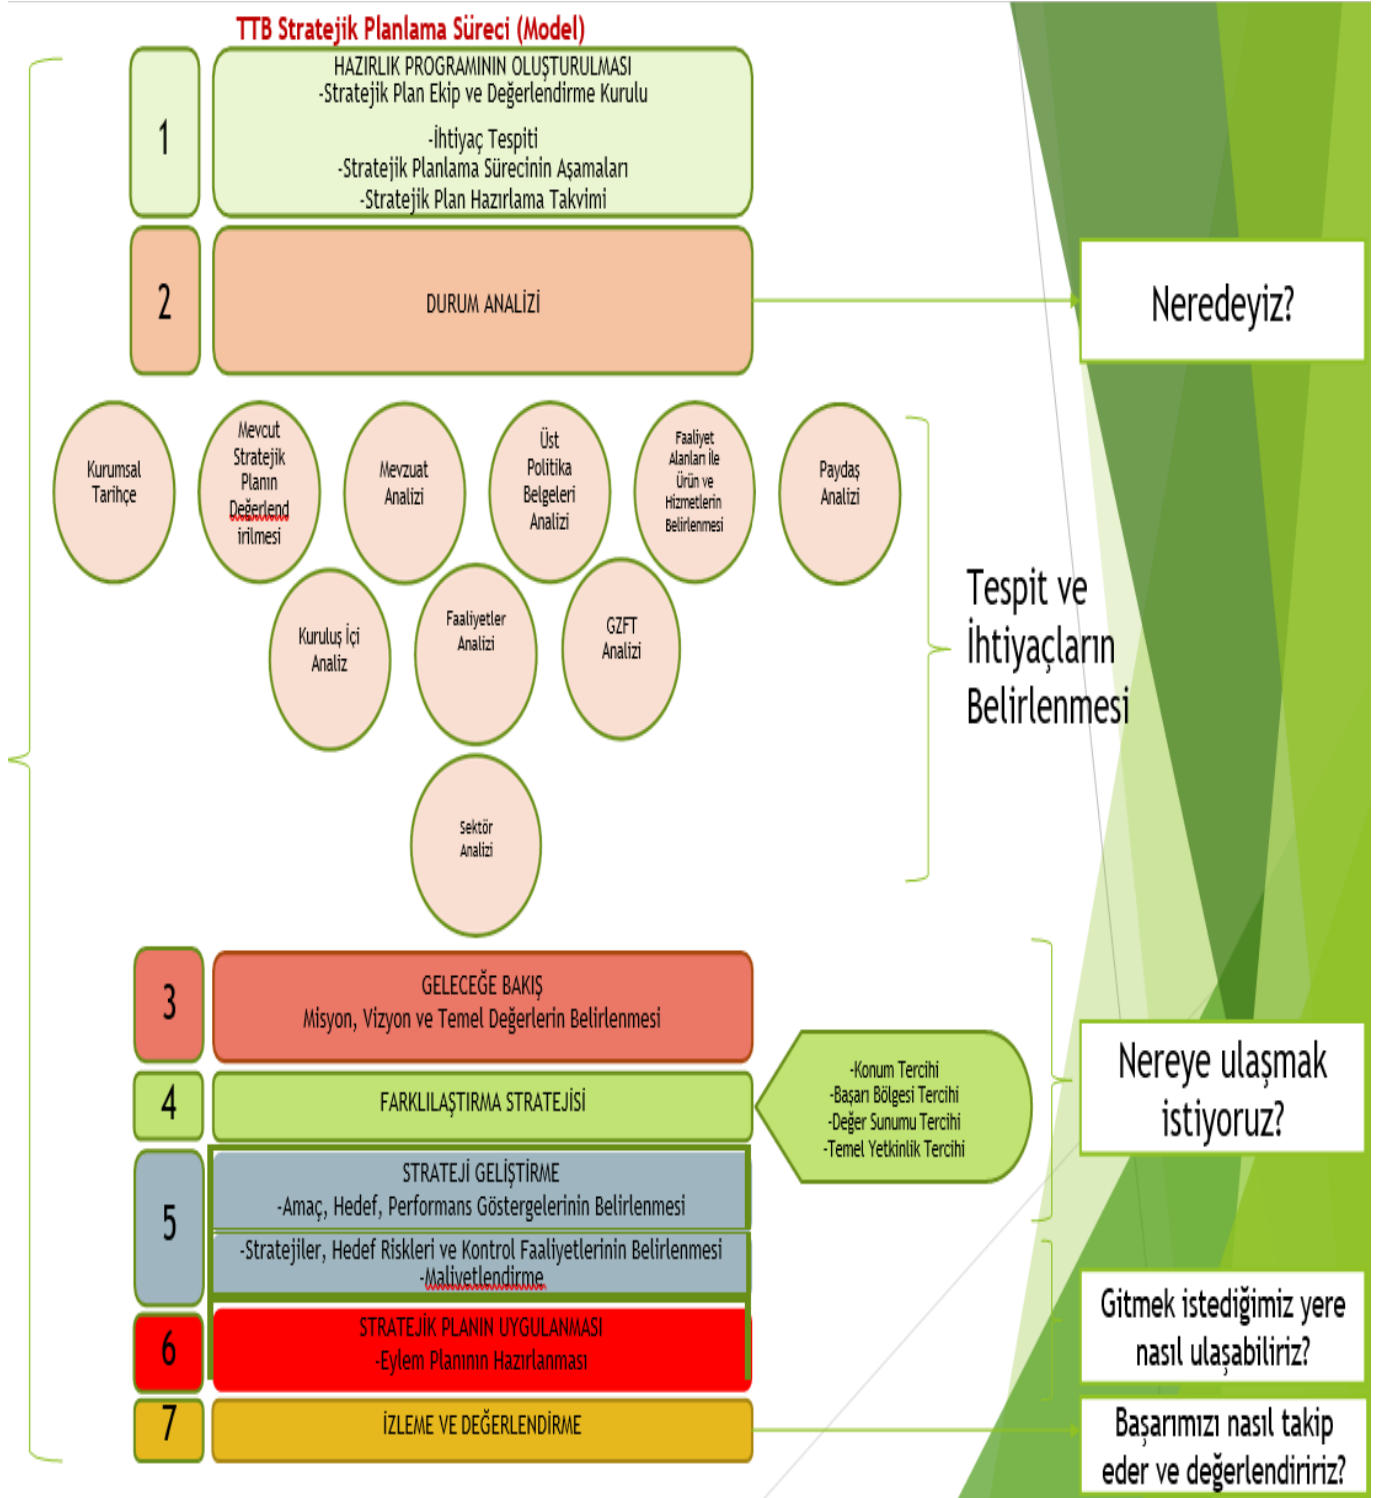 TTB Stratejik Planlama Süreci (Model)
1
HAZIRLIK PROGRAMININ OLUŞTURULMASI
-Stratejik Plan Ekip ve Değerlendirme Kurulu
-İhtiyaç Tespiti
-Stratejik Planlama Sürecinin Aşamaları
-Stratejik Plan Hazırlama Takvimi
2
DURUM ANALİZİ
Neredeyiz?
Kurumsal
Tarihçe
Mevcut
Stratejik
Planın
Değerlend
irilmesi
Mevzuat
Analizi
Üst
Politika
Belgeleri
Analizi
Faaliyet
Alanları İle
Ürün ve
Hizmetlerin
Belirlenmesi
Paydaş
Analizi
Kuruluş İçi
Analiz
Faaliyetler
Analizi
GZFT
Analizi
Sektör
Analizi
Tespit ve
İhtiyaçların
Belirlenmesi
3
GELECEĞE BAKIŞ
Misyon, Vizyon ve Temel Değerlerin Belirlenmesi
4
FARKLILAŞTIRMA STRATEJİSİ
-Konum Tercihi
-Başarı Bölgesi Tercihi
-Değer Sunumu Tercihi
-Temel Yetkinlik Tercihi
Nereye ulaşmak
istiyoruz?
5
STRATEJİ GELİŞTİRME
-Amaç, Hedef, Performans Göstergelerinin Belirlenmesi
-Stratejiler, Hedef Riskleri ve Kontrol Faaliyetlerinin Belirlenmesi
-Maliyetlendirme
6
STRATEJİK PLANIN UYGULANMASI
-Eylem Planının Hazırlanması
Gitmek istediğimiz yere
nasıl ulaşabiliriz?
7
İZLEME VE DEĞERLENDİRME
Başarımızı nasıl takip
eder ve değerlendiririz?